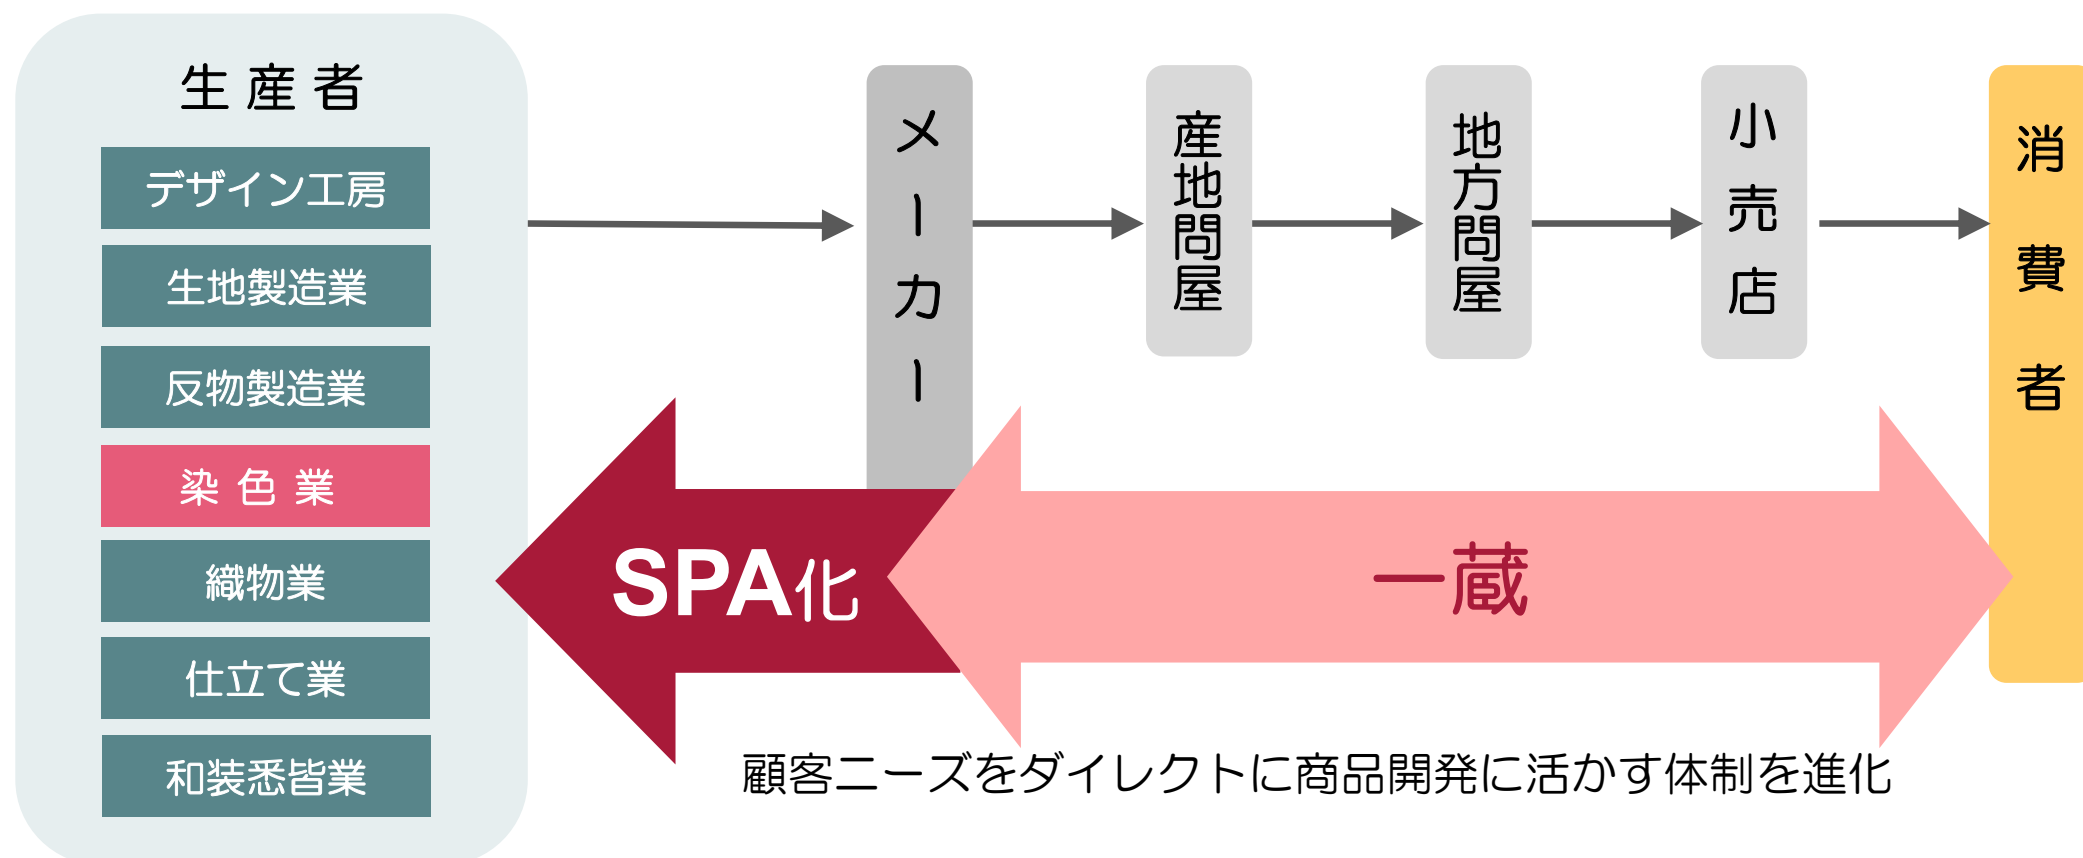 生産者
デザイン工房
生地製造業
反物製造業
染色業
織物業
仕立て業
和装悉皆業
メーカー
産地問屋
地方問屋
小売店
消費者
SPA化
一蔵
顧客ニーズをダイレクトに商品開発に活かす体制を進化